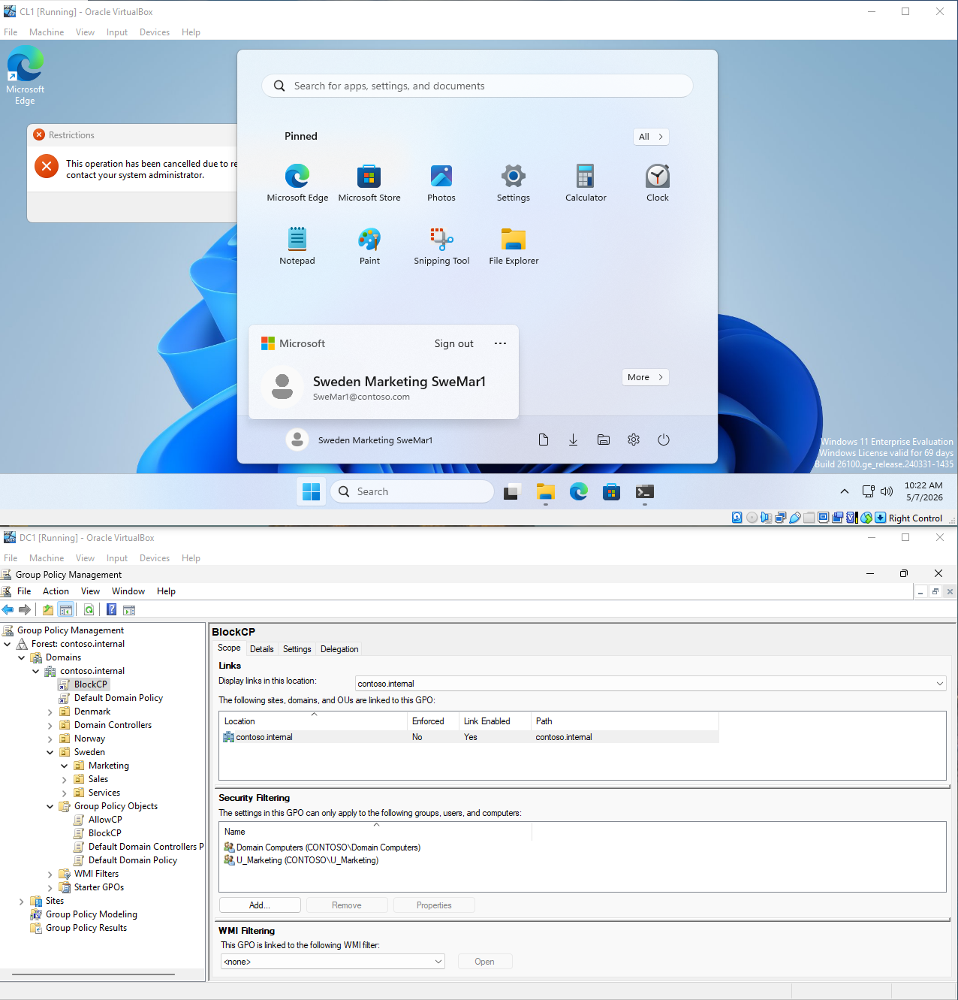 CL1 [Running] - Oracle VirtualBox
File Machine View Input Devices Help
Microsoft
Edge
Restrictions
This operation has been cancelled due to re
contact your system administrator.
Search for apps, settings, and documents
Pinned
All
Microsoft Edge
Microsoft Store
Photos
Settings
Calculator
Clock
Notepad
Paint
Snipping Tool
File Explorer
Microsoft
Sign out
Sweden Marketing SweMar1
SweMar1@contoso.com
More
Sweden Marketing SweMar1
Windows 11 Enterprise Evaluation
Windows License valid for 69 days
Build 26100.ge_release.240331-1435
Search
10:22 AM
5/7/2026
Right Control
DC1 [Running] - Oracle VirtualBox
File Machine View Input Devices Help
Group Policy Management
File Action View Window Help
Group Policy Management
Forest: contoso.internal
Domains
contoso.internal
BlockCP
Default Domain Policy
Denmark
Domain Controllers
Norway
Sweden
Marketing
Sales
Services
Group Policy Objects
AllowCP
BlockCP
Default Domain Controllers P
Default Domain Policy
WMI Filters
Starter GPOs
Sites
Group Policy Modeling
Group Policy Results
BlockCP
Scope Details Settings Delegation
Links
Display links in this location: contoso.internal
The following sites, domains, and OUs are linked to this GPO:
Location Enforced Link Enabled Path
contoso.internal No Yes contoso.internal
Security Filtering
The settings in this GPO can only apply to the following groups, users, and computers:
Name
Domain Computers (CONTOSO\Domain Computers)
U_Marketing (CONTOSO\U_Marketing)
Add... Remove Properties
WMI Filtering
This GPO is linked to the following WMI filter:
<none> Open